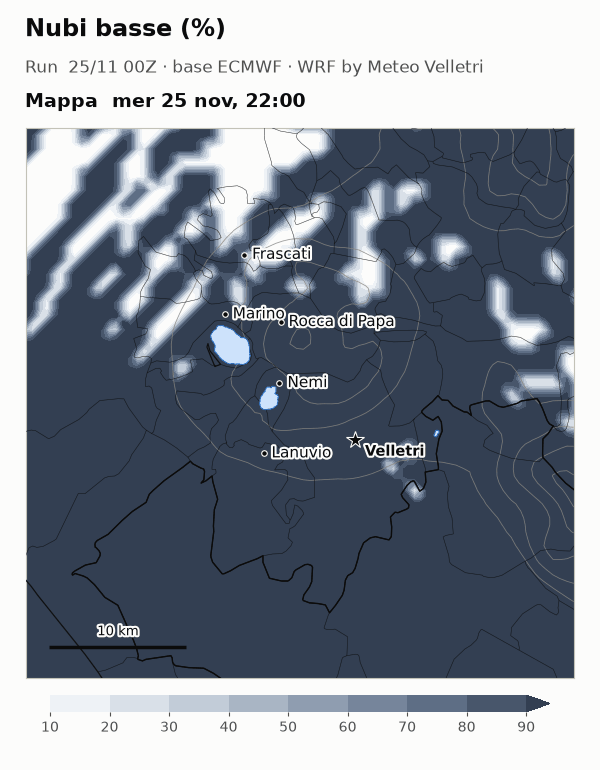 Nubi basse (%)
Run  25/11 00Z · base ECMWF · WRF by Meteo Velletri
Mappa  mer 25 nov, 22:00
Frascati
Marino
Rocca di Papa
Nemi
Velletri
Lanuvio
10 km
10 20 30 40 50 60 70 80 90